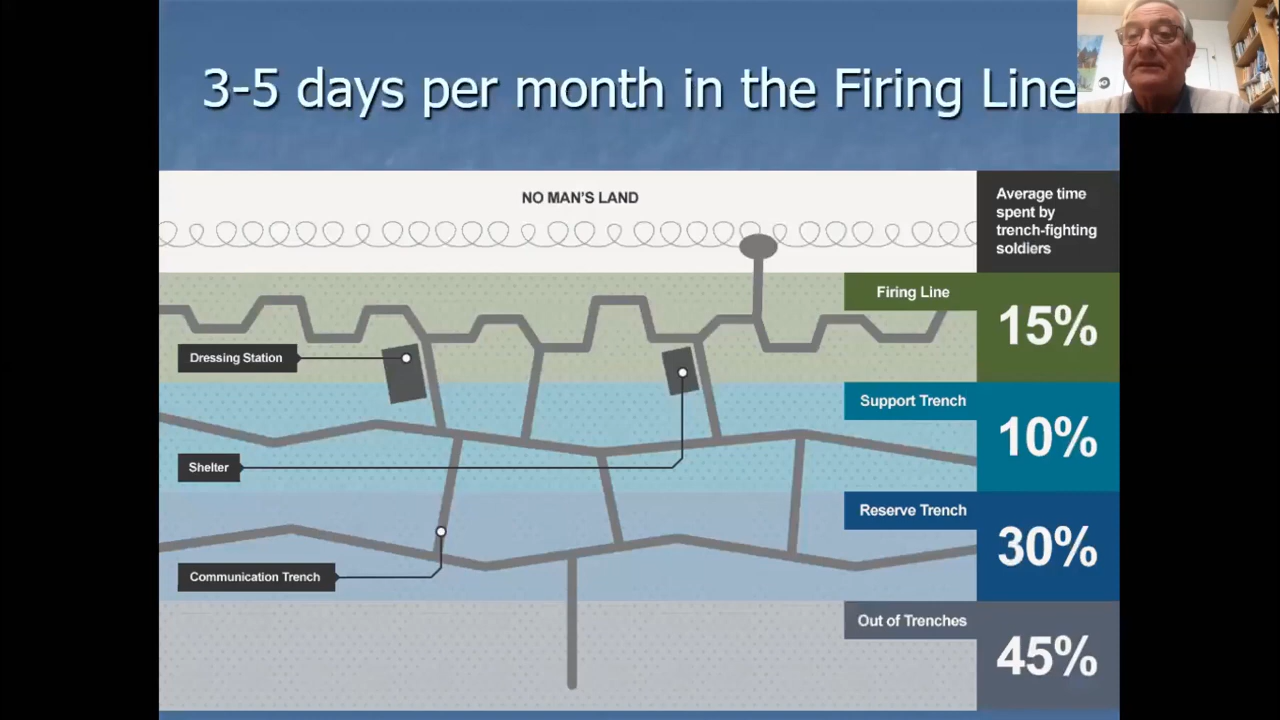 3-5 days per month in the Firing Line
NO MAN'S LAND
Average time
spent by
trench-fighting
soldiers
Firing Line
15%
Dressing Station
Support Trench
10%
Shelter
Reserve Trench
30%
Communication Trench
Out of Trenches
45%